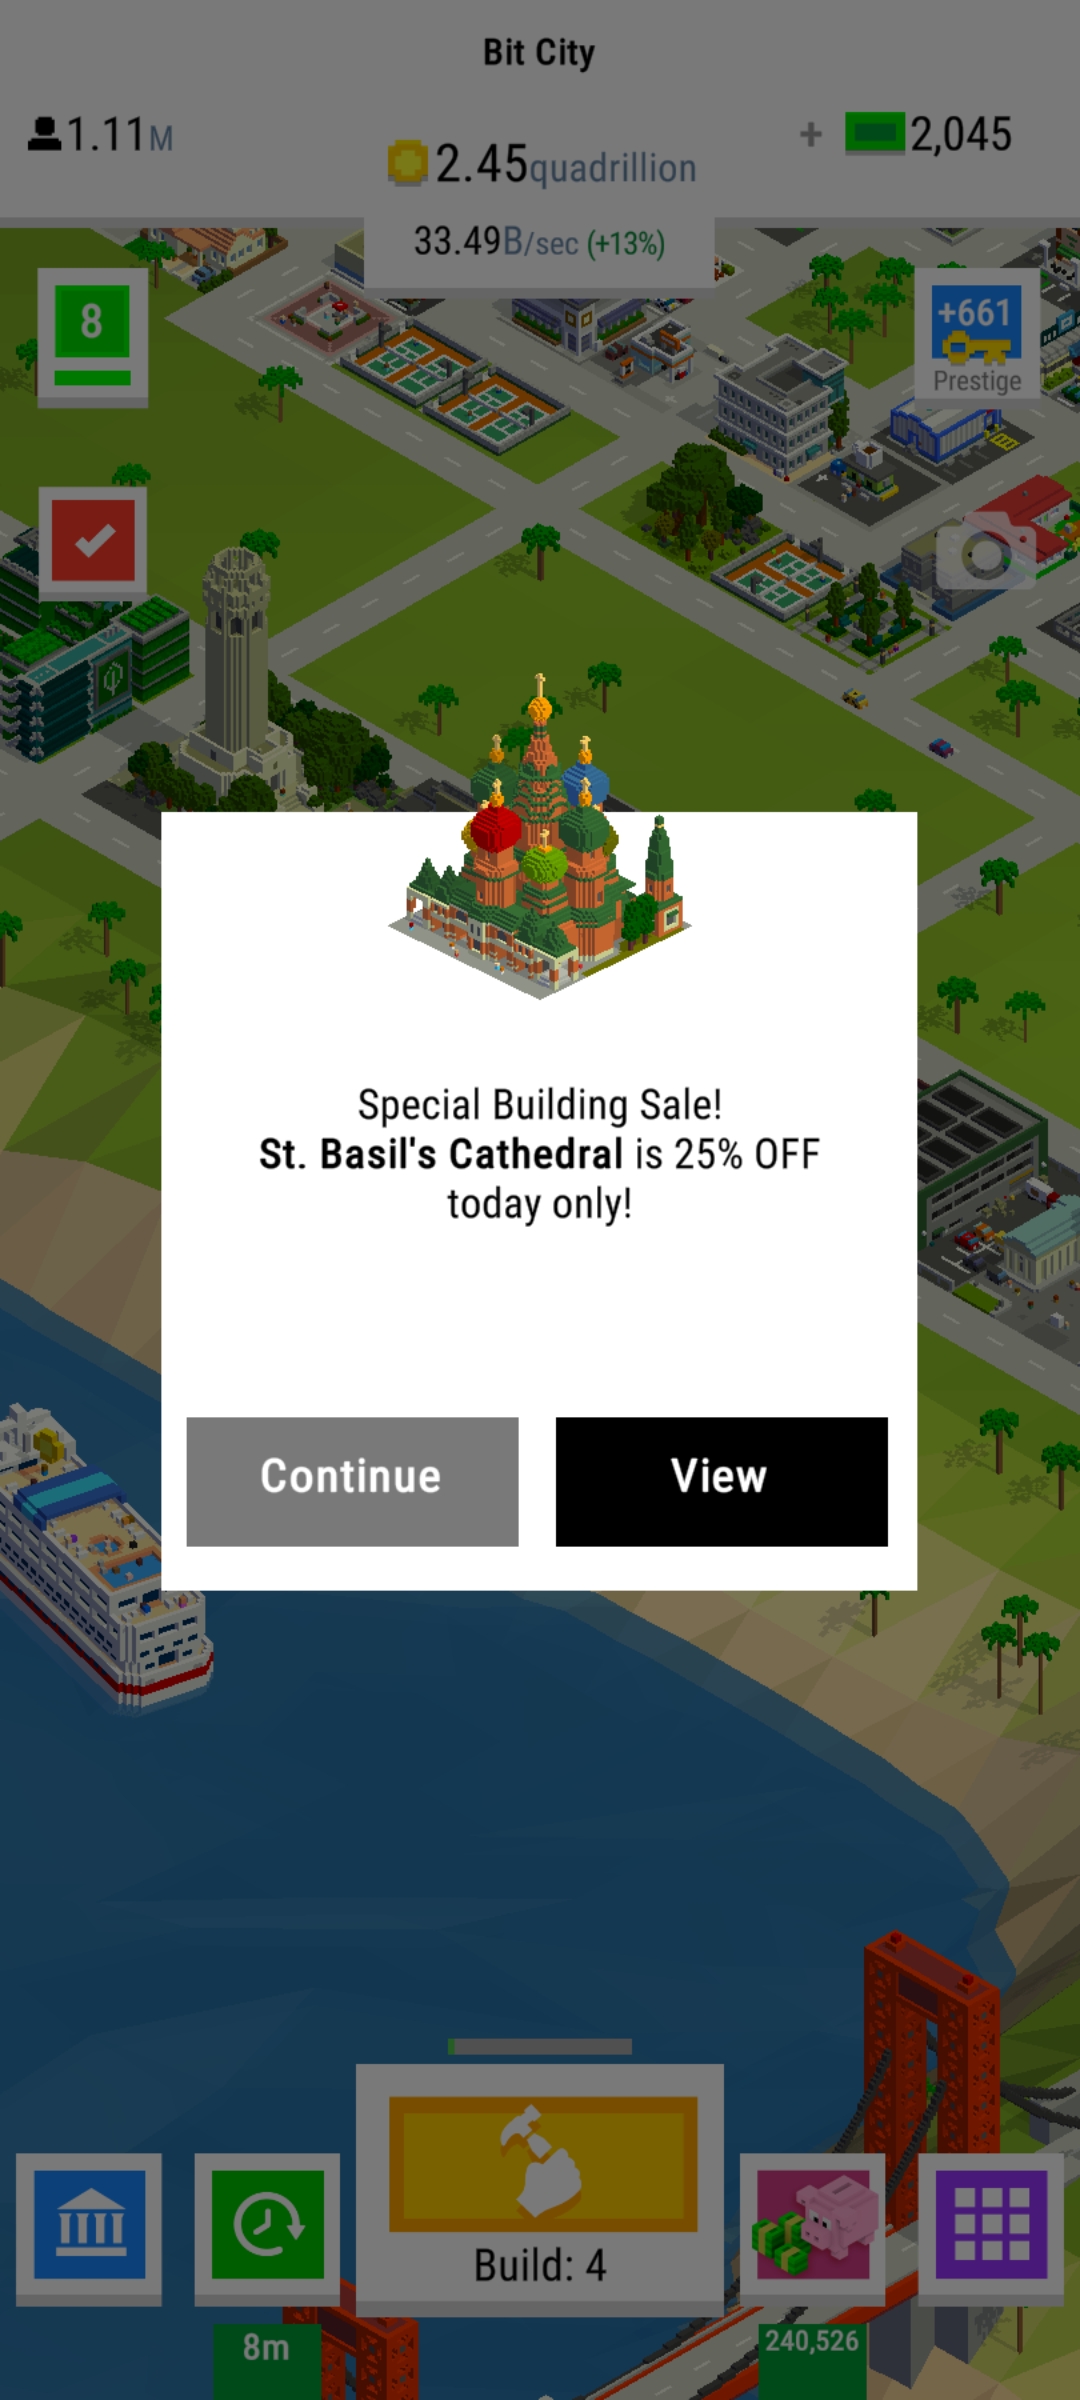 Bit City
1.11M
2.45quadrillion
+ 2,045
33.49B/sec (+13%)
8
+661
Prestige
Special Building Sale!
St. Basil's Cathedral is 25% OFF
today only!
Continue
View
Build: 4
8m
240,526